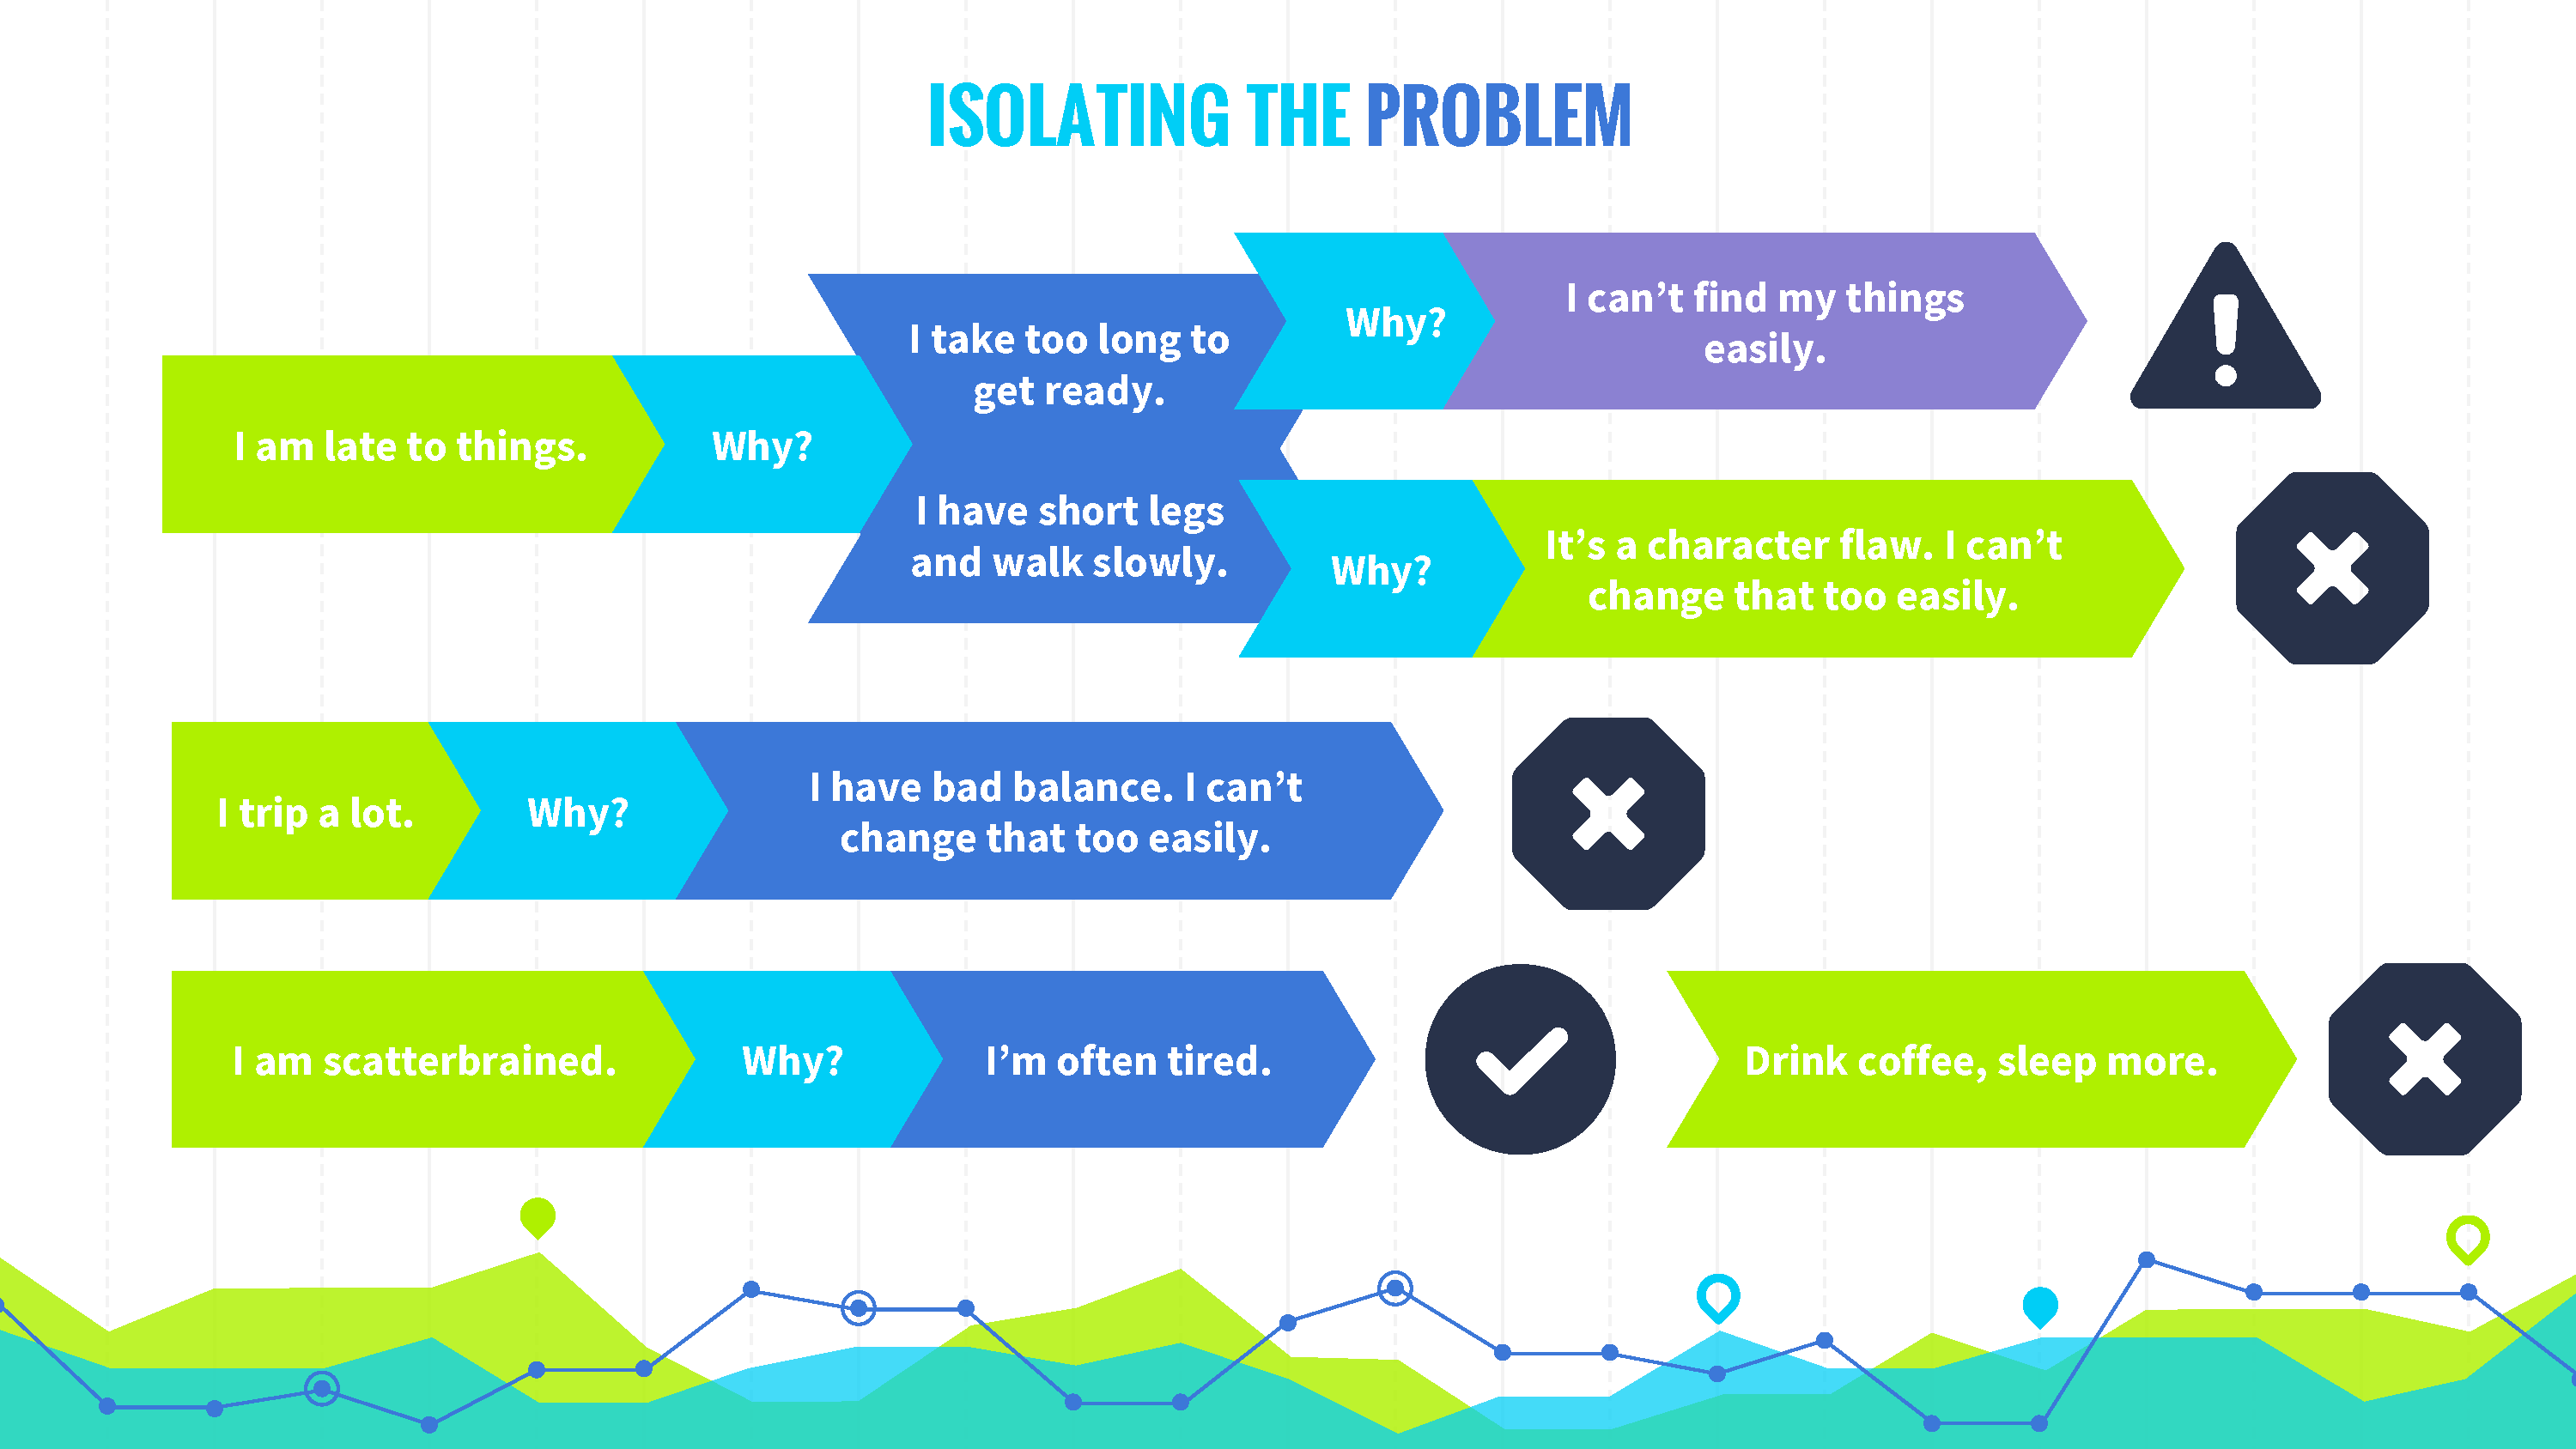 ISOLATING THE PROBLEM
I am late to things.
Why?
I take too long to
get ready.
I have short legs
and walk slowly.
Why?
I can’t find my things
easily.
Why?
It’s a character flaw. I can’t
change that too easily.
I trip a lot.
Why?
I have bad balance. I can’t
change that too easily.
I am scatterbrained.
Why?
I’m often tired.
Drink coffee, sleep more.